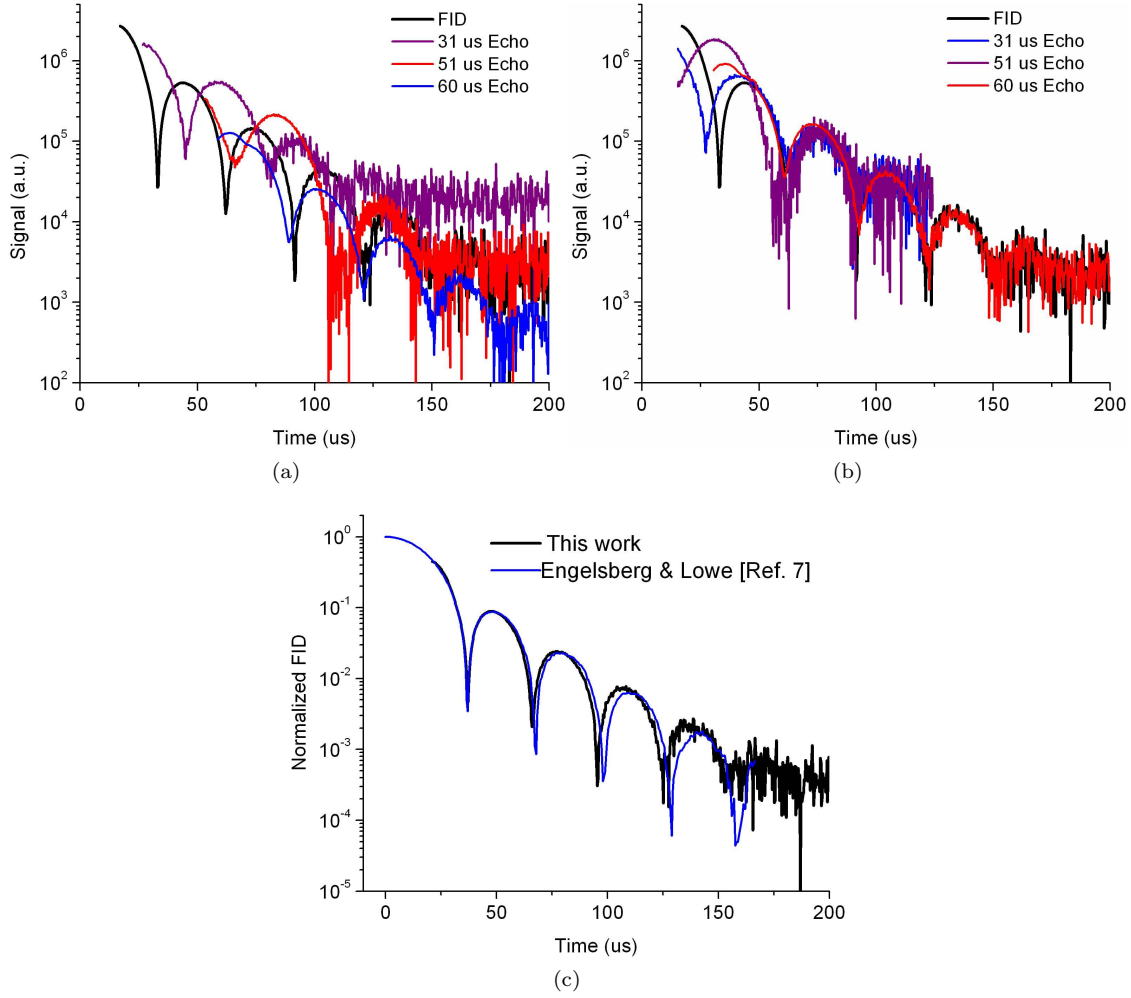 FID
31 us Echo
51 us Echo
60 us Echo
10^6
10^5
10^4
10^3
10^2
Signal (a.u.)
0 50 100 150 200
Time (us)
(a)
FID
31 us Echo
51 us Echo
60 us Echo
10^6
10^5
10^4
10^3
10^2
Signal (a.u.)
0 50 100 150 200
Time (us)
(b)
This work
Engelsberg & Lowe [Ref. 7]
10^0
10^-1
10^-2
10^-3
10^-4
10^-5
Normalized FID
0 50 100 150 200
Time (us)
(c)